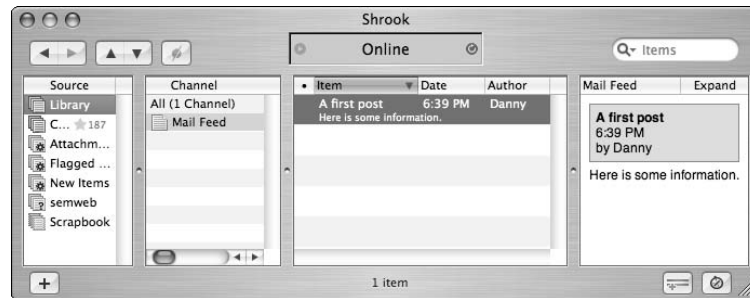 Shrook
Online
Items
Source
Library
C... 187
Attachm...
Flagged ...
New Items
semweb
Scrapbook
Channel
All (1 Channel)
Mail Feed
Item Date Author
A first post 6:39 PM Danny
Here is some information.
Mail Feed Expand
A first post
6:39 PM
by Danny
Here is some information.
1 item